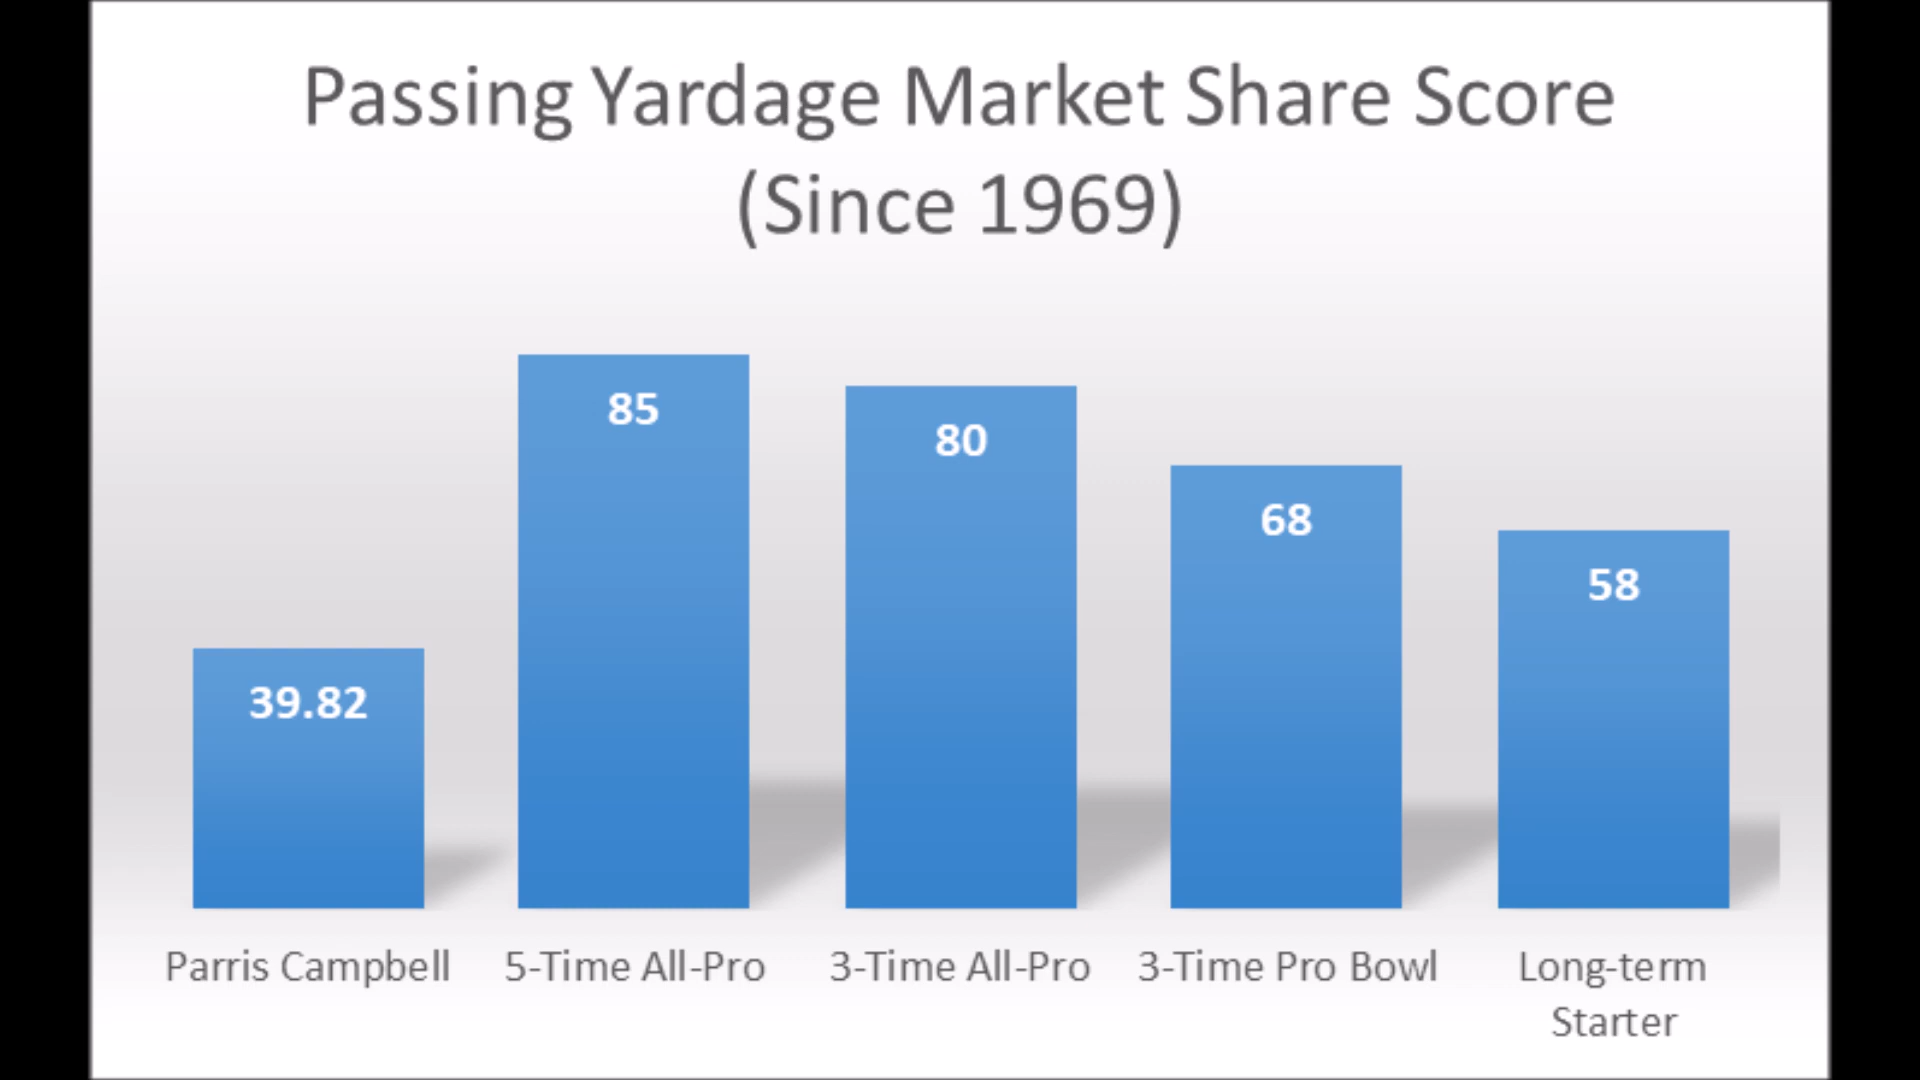 Passing Yardage Market Share Score
(Since 1969)
85
80
68
58
39.82
Parris Campbell
5-Time All-Pro
3-Time All-Pro
3-Time Pro Bowl
Long-term
Starter